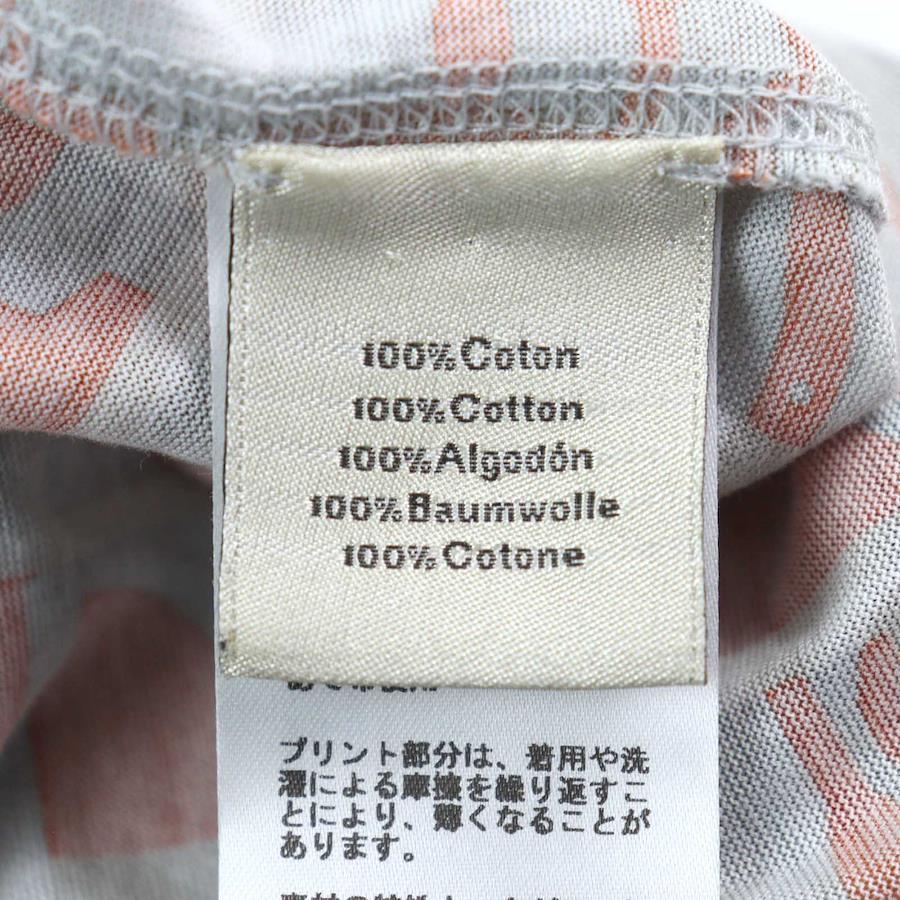 100%Coton
100%Cotton
100%Algodón
100%Baumwolle
100%Cotone
プリント部分は、着用や洗
濯による摩擦を繰り返すこ
とにより、薄くなることが
あります。